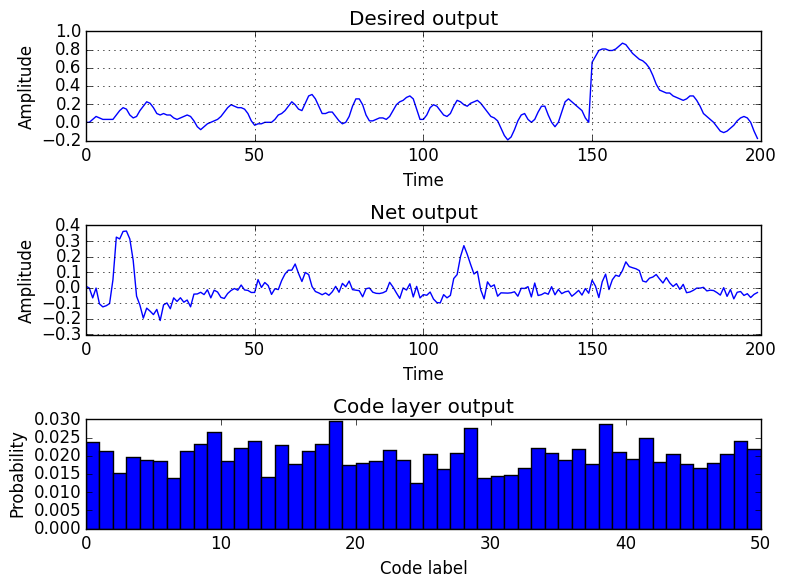 Desired output
Amplitude
1.0
0.8
0.6
0.4
0.2
0.0
−0.2
0 50 100 150 200
Time
Net output
Amplitude
0.4
0.3
0.2
0.1
0.0
−0.1
−0.2
−0.3
0 50 100 150 200
Time
Code layer output
Probability
0.030
0.025
0.020
0.015
0.010
0.005
0.000
0 10 20 30 40 50
Code label